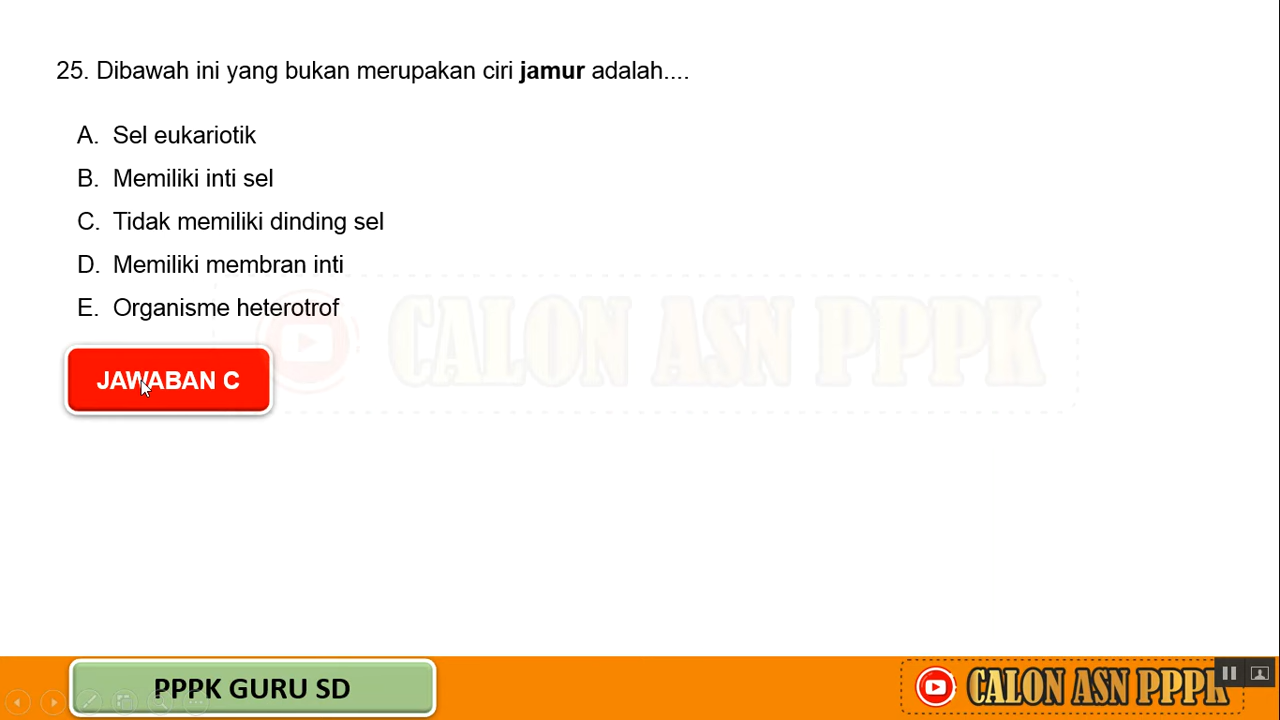 25. Dibawah ini yang bukan merupakan ciri jamur adalah....
A. Sel eukariotik
B. Memiliki inti sel
C. Tidak memiliki dinding sel
D. Memiliki membran inti
E. Organisme heterotrof
CALON ASN PPPK
JAWABAN C
PPPK GURU SD
CALON ASN PPPK